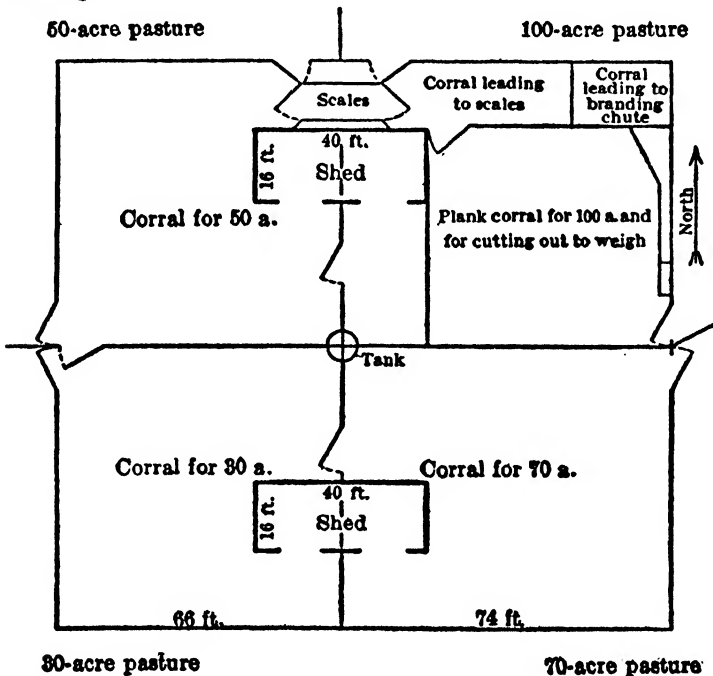 50-acre pasture
100-acre pasture
Scales
Corral leading
to scales
Corral
leading to
branding
chute
40 ft.
16 ft.
Shed
Corral for 50 a.
Plank corral for 100 a. and
for cutting out to weigh
North
Tank
Corral for 30 a.
Corral for 70 a.
40 ft.
16 ft.
Shed
66 ft.
74 ft.
30-acre pasture
70-acre pasture